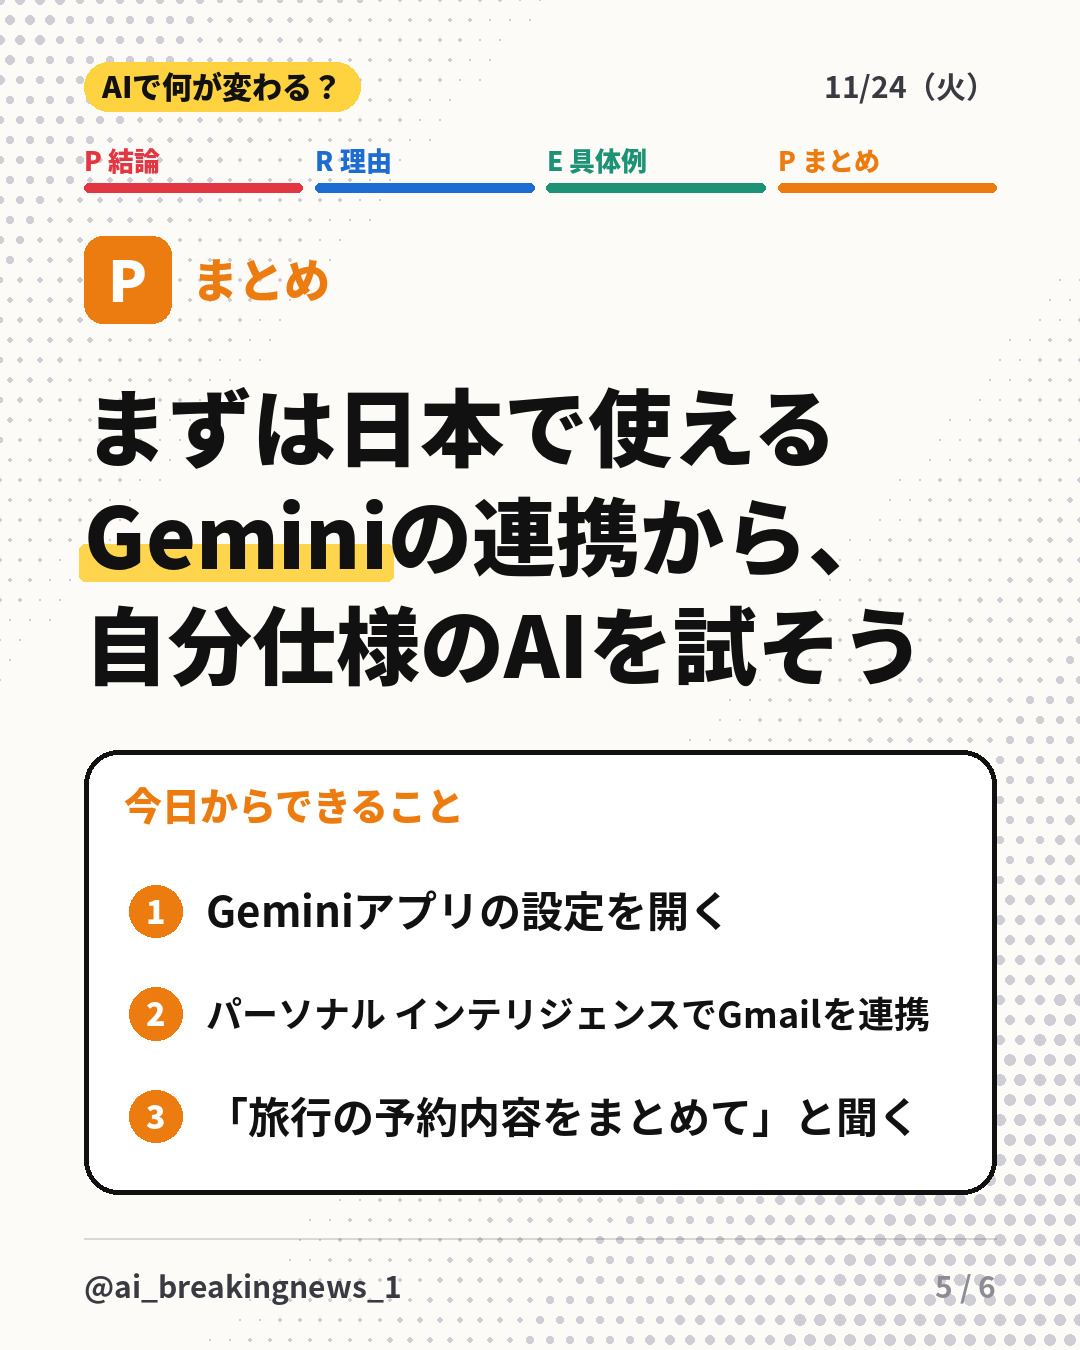 AIで何が変わる？
11/24（火）
P 結論
R 理由
E 具体例
P まとめ
P
まとめ
まずは日本で使える
Geminiの連携から、
自分仕様のAIを試そう
今日からできること
1 Geminiアプリの設定を開く
2 パーソナル インテリジェンスでGmailを連携
3 「旅行の予約内容をまとめて」と聞く
@ai_breakingnews_1
5 / 6